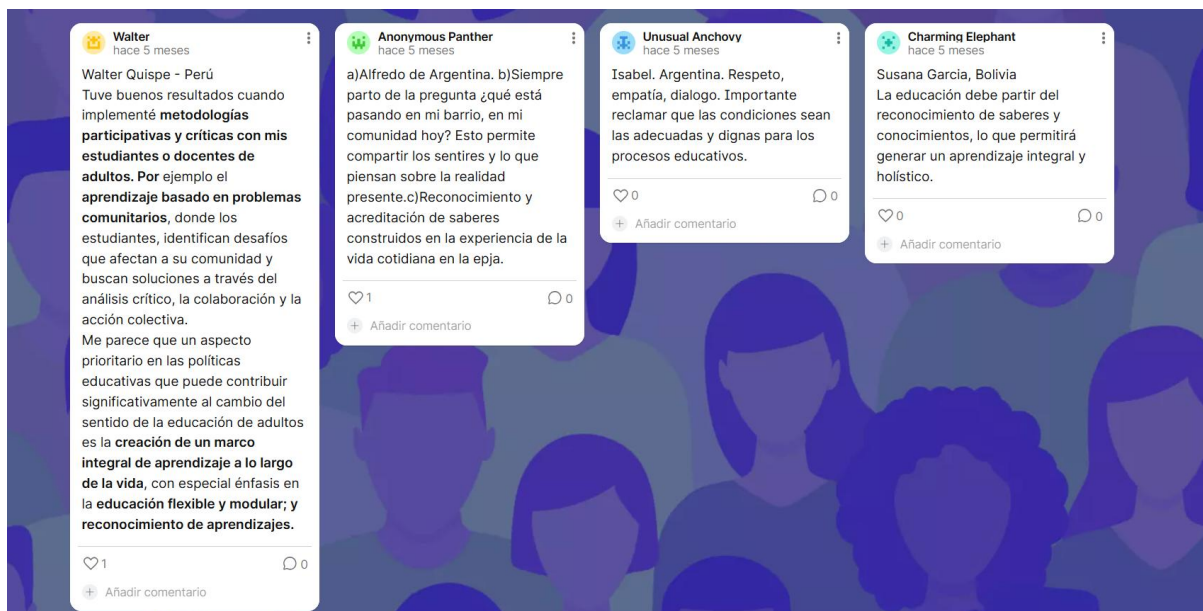 Walter
hace 5 meses
Walter Quispe - Perú
Tuve buenos resultados cuando
implementé metodologías
participativas y críticas con mis
estudiantes o docentes de
adultos. Por ejemplo el
aprendizaje basado en problemas
comunitarios, donde los
estudiantes, identifican desafíos
que afectan a su comunidad y
buscan soluciones a través del
análisis crítico, la colaboración y la
acción colectiva.
Me parece que un aspecto
prioritario en las políticas
educativas que puede contribuir
significativamente al cambio del
sentido de la educación de adultos
es la creación de un marco
integral de aprendizaje a lo largo
de la vida, con especial énfasis en
la educación flexible y modular; y
reconocimiento de aprendizajes.
1
0
Añadir comentario
Anonymous Panther
hace 5 meses
a)Alfredo de Argentina. b)Siempre
parto de la pregunta ¿qué está
pasando en mi barrio, en mi
comunidad hoy? Esto permite
compartir los sentires y lo que
piensan sobre la realidad
presente.c)Reconocimiento y
acreditación de saberes
construidos en la experiencia de la
vida cotidiana en la epja.
1
0
Añadir comentario
Unusual Anchovy
hace 5 meses
Isabel. Argentina. Respeto,
empatía, dialogo. Importante
reclamar que las condiciones sean
las adecuadas y dignas para los
procesos educativos.
0
0
Añadir comentario
Charming Elephant
hace 5 meses
Susana Garcia, Bolivia
La educación debe partir del
reconocimiento de saberes y
conocimientos, lo que permitirá
generar un aprendizaje integral y
holístico.
0
0
Añadir comentario